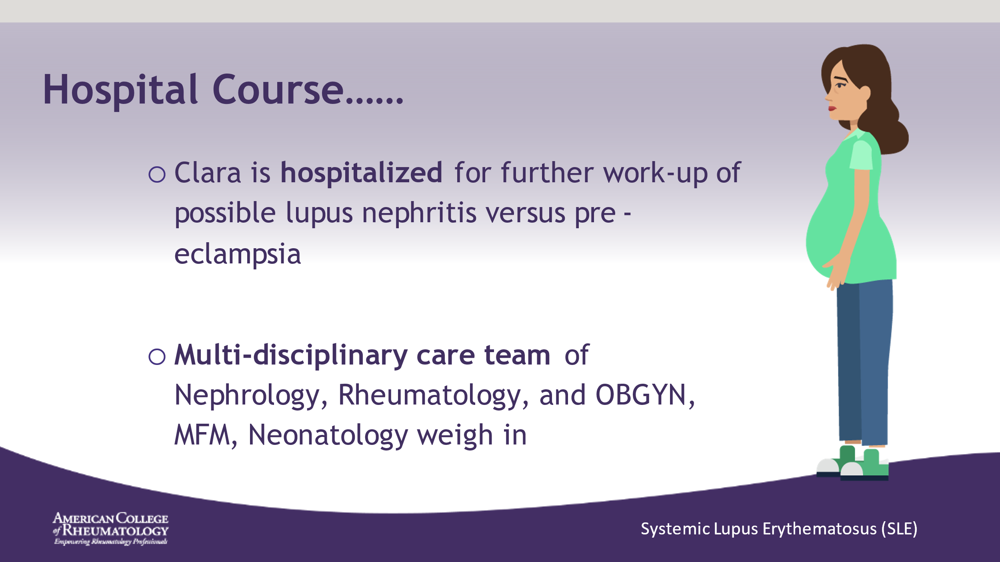 Hospital Course……
○ Clara is hospitalized for further work-up of
possible lupus nephritis versus pre -
eclampsia
○ Multi-disciplinary care team of
Nephrology, Rheumatology, and OBGYN,
MFM, Neonatology weigh in
AMERICAN COLLEGE
of RHEUMATOLOGY
Empowering Rheumatology Professionals
Systemic Lupus Erythematosus (SLE)